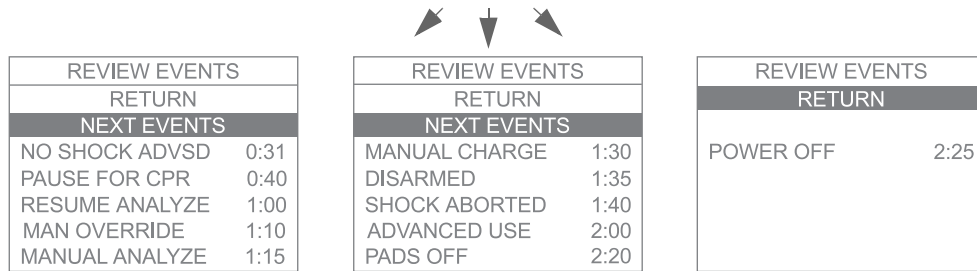 REVIEW EVENTS
RETURN
NEXT EVENTS
NO SHOCK ADVSD 0:31
PAUSE FOR CPR 0:40
RESUME ANALYZE 1:00
MAN OVERRIDE 1:10
MANUAL ANALYZE 1:15
REVIEW EVENTS
RETURN
NEXT EVENTS
MANUAL CHARGE 1:30
DISARMED 1:35
SHOCK ABORTED 1:40
ADVANCED USE 2:00
PADS OFF 2:20
REVIEW EVENTS
RETURN
POWER OFF 2:25